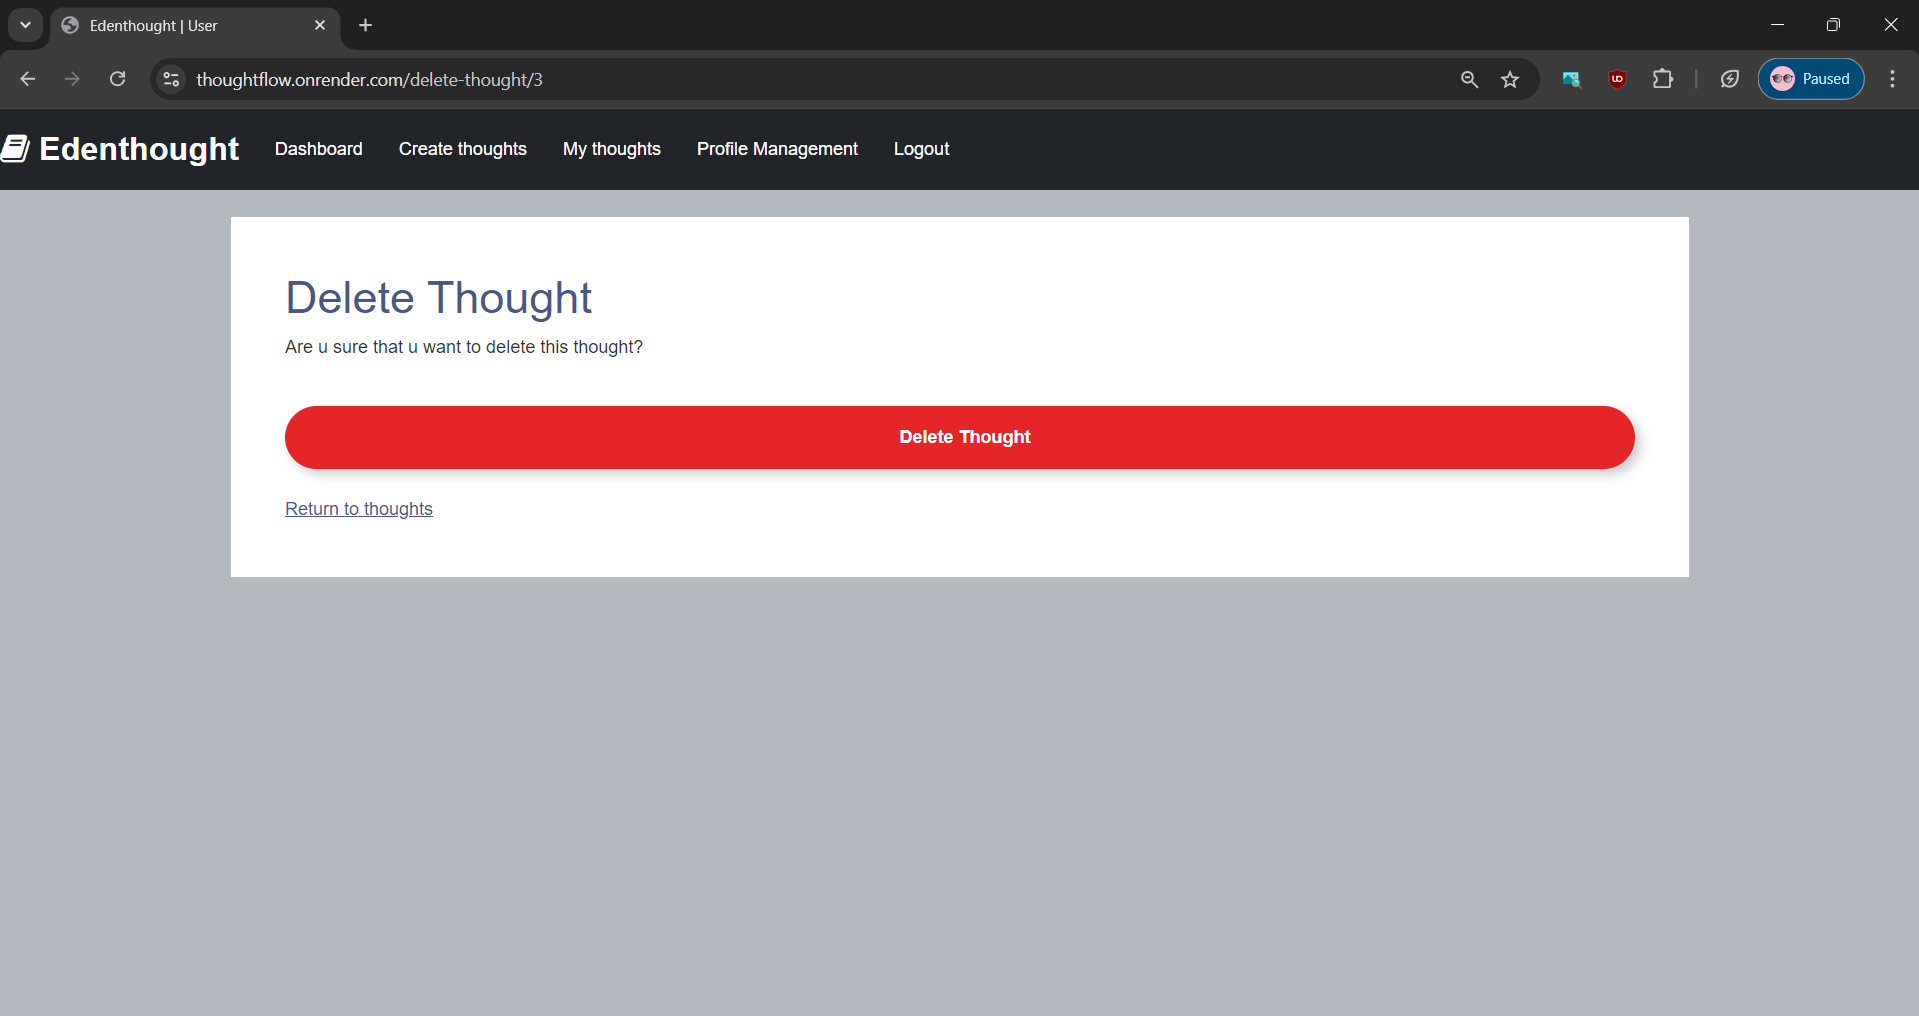 Edenthought | User
thoughtflow.onrender.com/delete-thought/3
UO
Paused
Edenthought
Dashboard
Create thoughts
My thoughts
Profile Management
Logout
Delete Thought
Are u sure that u want to delete this thought?
Delete Thought
Return to thoughts